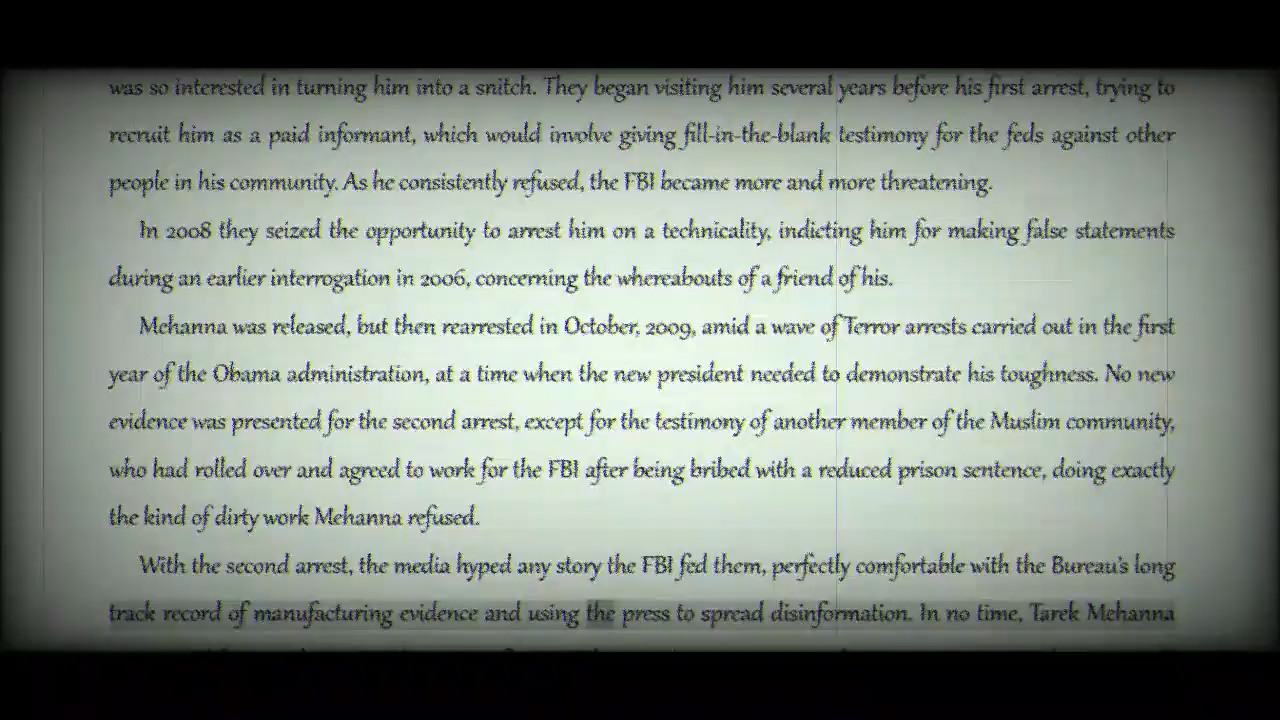 was so interested in turning him into a snitch. They began visiting him several years before his first arrest, trying to
recruit him as a paid informant, which would involve giving fill-in-the-blank testimony for the feds against other
people in his community. As he consistently refused, the FBI became more and more threatening.
In 2008 they seized the opportunity to arrest him on a technicality, indicting him for making false statements
during an earlier interrogation in 2006, concerning the whereabouts of a friend of his.
Mehanna was released, but then rearrested in October, 2009, amid a wave of Terror arrests carried out in the first
year of the Obama administration, at a time when the new president needed to demonstrate his toughness. No new
evidence was presented for the second arrest, except for the testimony of another member of the Muslim community,
who had rolled over and agreed to work for the FBI after being bribed with a reduced prison sentence, doing exactly
the kind of dirty work Mehanna refused.
With the second arrest, the media hyped any story the FBI fed them, perfectly comfortable with the Bureau's long
track record of manufacturing evidence and using the press to spread disinformation. In no time, Tarek Mehanna